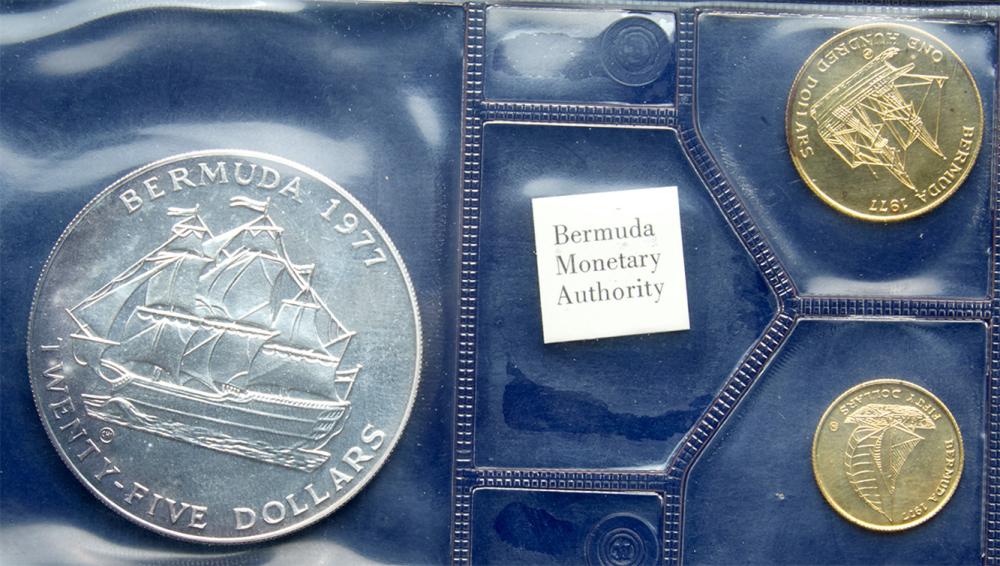 BERMUDA 1977
TWENTY-FIVE DOLLARS
Bermuda
Monetary
Authority
ONE HUNDRED DOLLARS
BERMUDA
1977
FIFTY DOLLARS
BERMUDA
1977